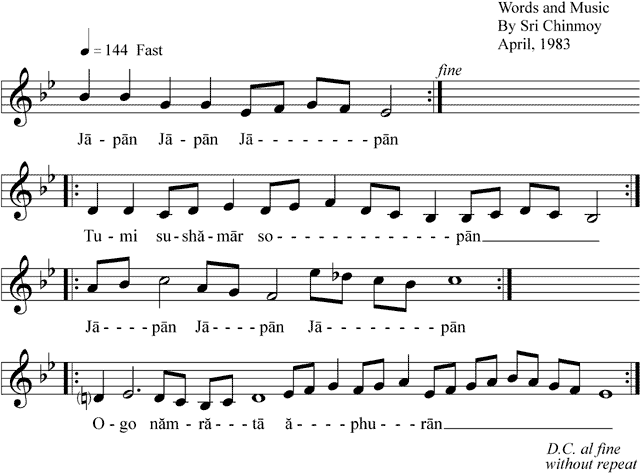 Words and Music
By Sri Chinmoy
April, 1983
♩ = 144 Fast
fine
Jā - pān Jā - pān Jā - - - - - - - - pān
Tu - mi su - shă - mār so - - - - - - - - - - - - - pān
Jā - - - - pān Jā - - - - pān Jā - - - - - - - - - pān
O - go năm - ră - tā ă - - - - phu - rān
D.C. al fine
without repeat